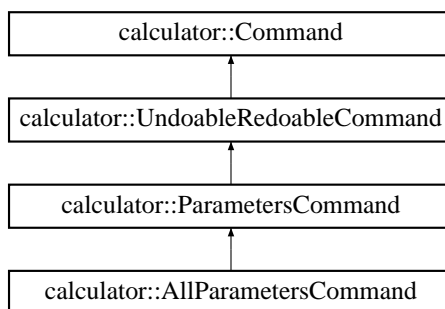 calculator::Command
calculator::UndoableRedoableCommand
calculator::ParametersCommand
calculator::AllParametersCommand